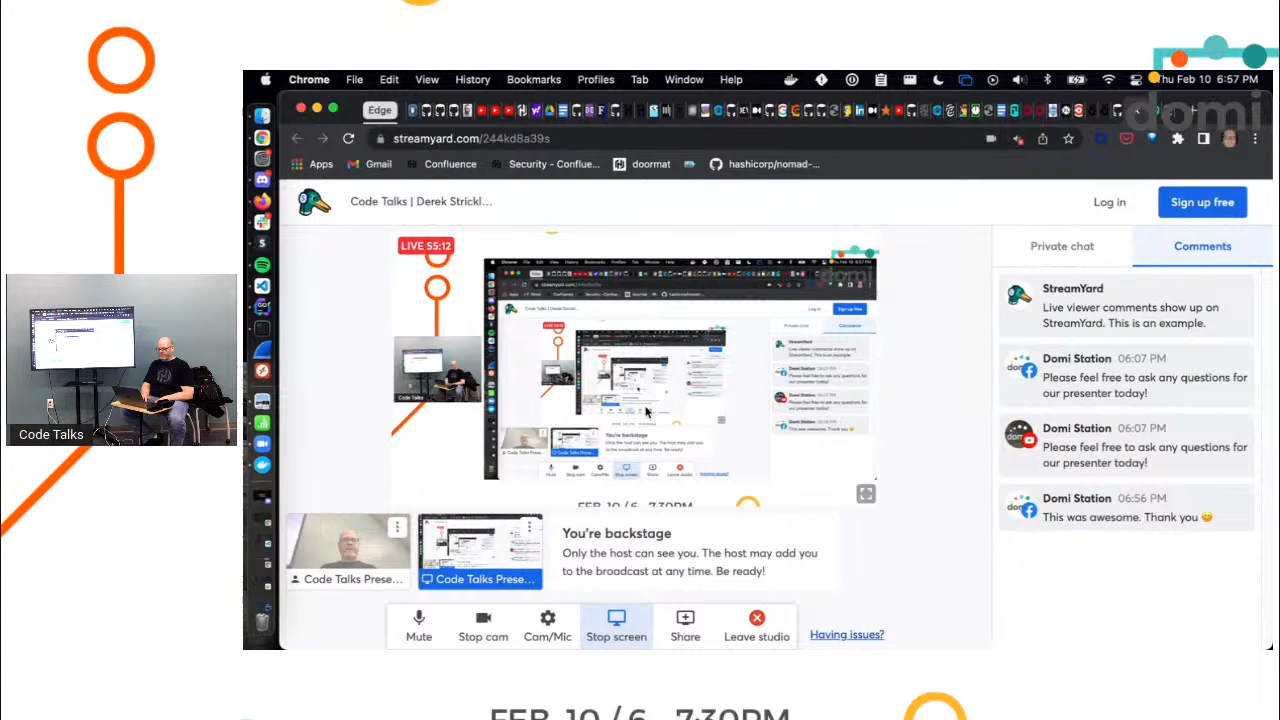 Chrome File Edit View History Bookmarks Profiles Tab Window Help
Thu Feb 10 6:57 PM
Edge
domi
streamyard.com/244kd8a39s
Apps Gmail Confluence Security - Conflue... doormat hashicorp/nomad-...
Code Talks | Derek Strickl...
Log in
Sign up free
LIVE 55:12
Private chat
Comments
StreamYard
Live viewer comments show up on
StreamYard. This is an example.
Domi Station 06:07 PM
Please feel free to ask any questions for
our presenter today!
Domi Station 06:07 PM
Please feel free to ask any questions for
our presenter today!
Domi Station 06:56 PM
This was awesome. Thank you 😊
Code Talks
You're backstage
Only the host can see you. The host may add you
to the broadcast at any time. Be ready!
Code Talks Prese...
Code Talks Prese...
Mute
Stop cam
Cam/Mic
Stop screen
Share
Leave studio
Having issues?
FEB 10 / 6 - 7:30PM